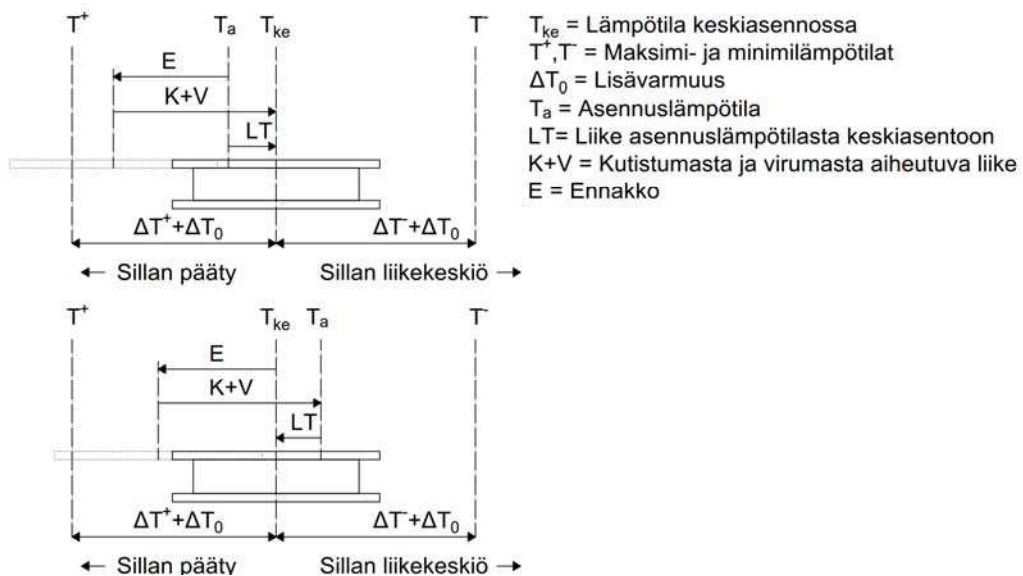 T⁺ Tₐ Tₖₑ T⁻
E
K+V
LT
ΔT⁺+ΔT₀ ΔT⁻+ΔT₀
← Sillan pääty Sillan liikekeskiö →
Tₖₑ = Lämpötila keskiasennossa
T⁺,T⁻ = Maksimi- ja minimilämpötilat
ΔT₀ = Lisävarmuus
Tₐ = Asennuslämpötila
LT= Liike asennuslämpötilasta keskiasentoon
K+V = Kutistumasta ja virumasta aiheutuva liike
E = Ennakko
T⁺ Tₖₑ Tₐ T⁻
E
K+V
LT
ΔT⁺+ΔT₀ ΔT⁻+ΔT₀
← Sillan pääty Sillan liikekeskiö →